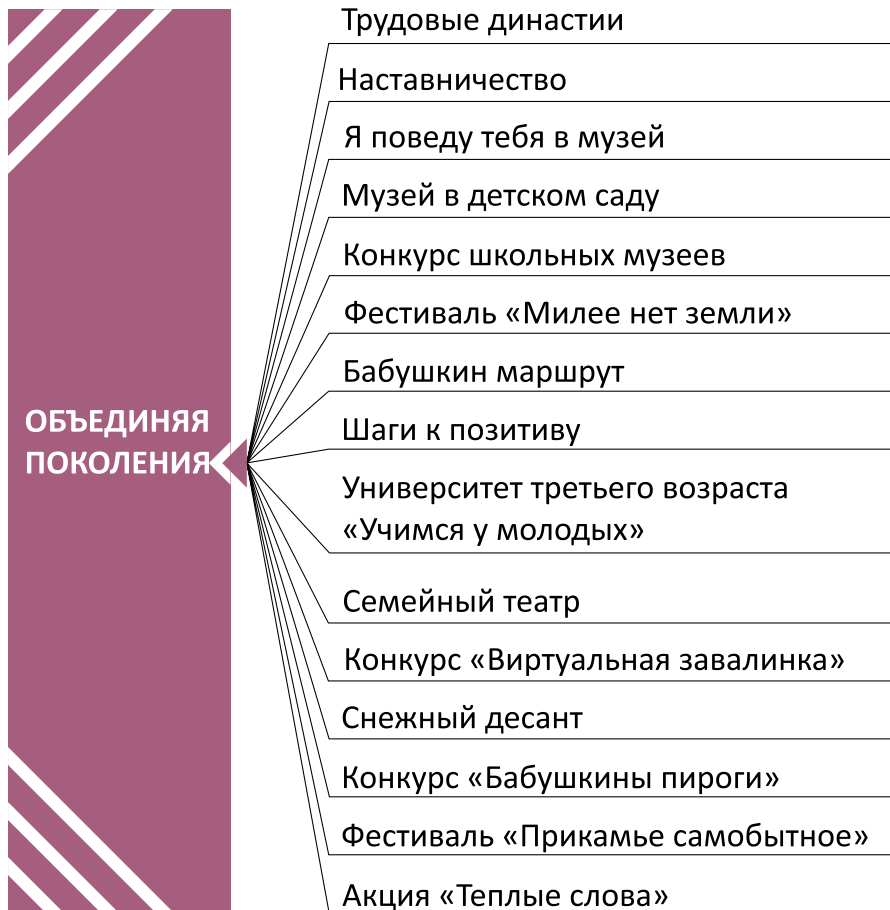 ОБЪЕДИНЯЯ
ПОКОЛЕНИЯ
Трудовые династии
Наставничество
Я поведу тебя в музей
Музей в детском саду
Конкурс школьных музеев
Фестиваль «Милее нет земли»
Бабушкин маршрут
Шаги к позитиву
Университет третьего возраста
«Учимся у молодых»
Семейный театр
Конкурс «Виртуальная завалинка»
Снежный десант
Конкурс «Бабушкины пироги»
Фестиваль «Прикамье самобытное»
Акция «Теплые слова»